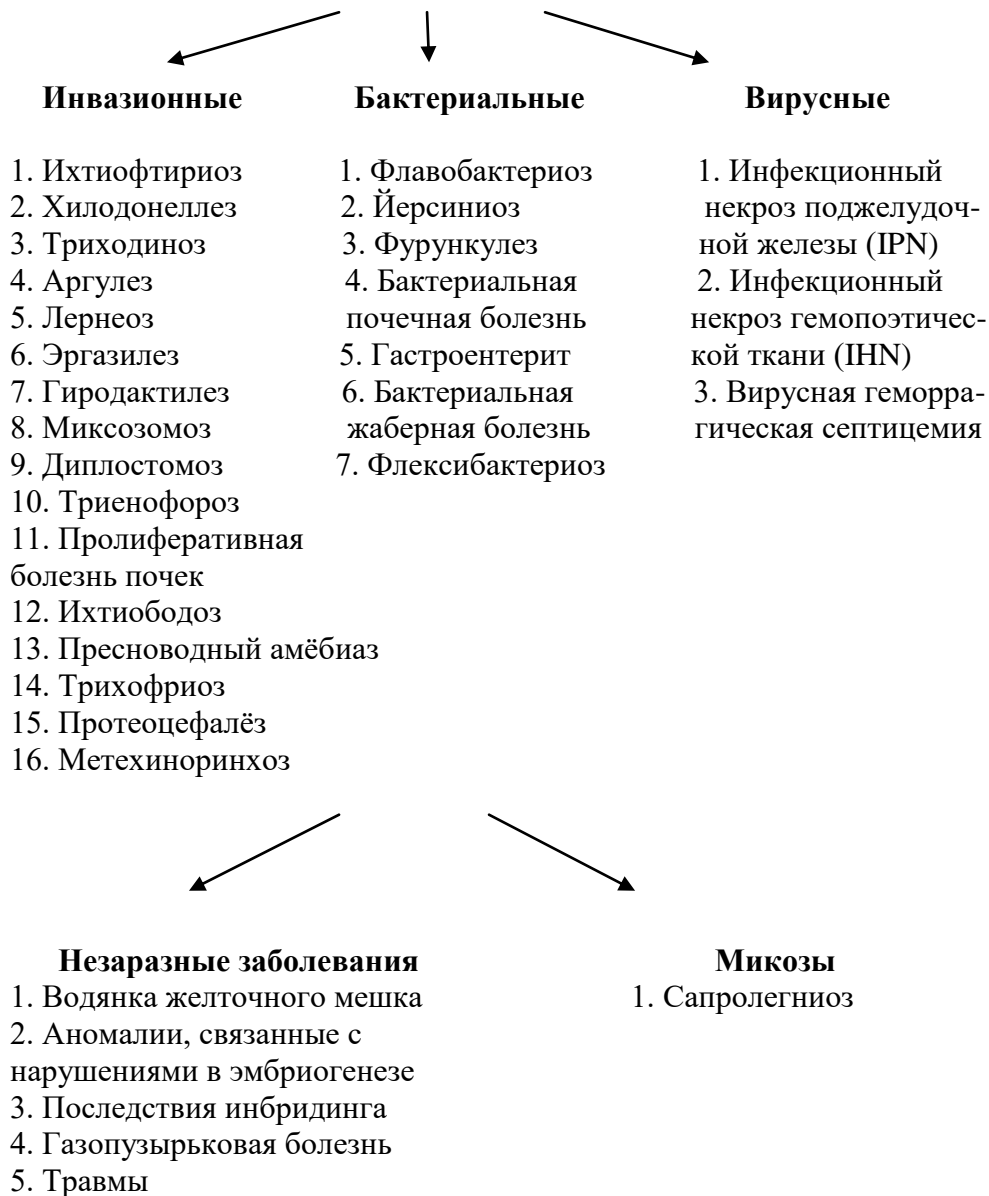 Инвазионные
1. Ихтиофтириоз
2. Хилодонеллез
3. Триходиноз
4. Аргулез
5. Лернеоз
6. Эргазилез
7. Гиродактилез
8. Миксозомоз
9. Диплостомоз
10. Триенофороз
11. Пролиферативная
болезнь почек
12. Ихтиободоз
13. Пресноводный амёбиаз
14. Трихофриоз
15. Протеоцефалёз
16. Метехиноринхоз
Бактериальные
1. Флавобактериоз
2. Йерсиниоз
3. Фурункулез
4. Бактериальная
почечная болезнь
5. Гастроентерит
6. Бактериальная
жаберная болезнь
7. Флексибактериоз
Вирусные
1. Инфекционный
некроз поджелудоч-
ной железы (IPN)
2. Инфекционный
некроз гемопоэтичес-
кой ткани (IHN)
3. Вирусная геморра-
гическая септицемия
Незаразные заболевания
1. Водянка желточного мешка
2. Аномалии, связанные с
нарушениями в эмбриогенезе
3. Последствия инбридинга
4. Газопузырьковая болезнь
5. Травмы
Микозы
1. Сапролегниоз